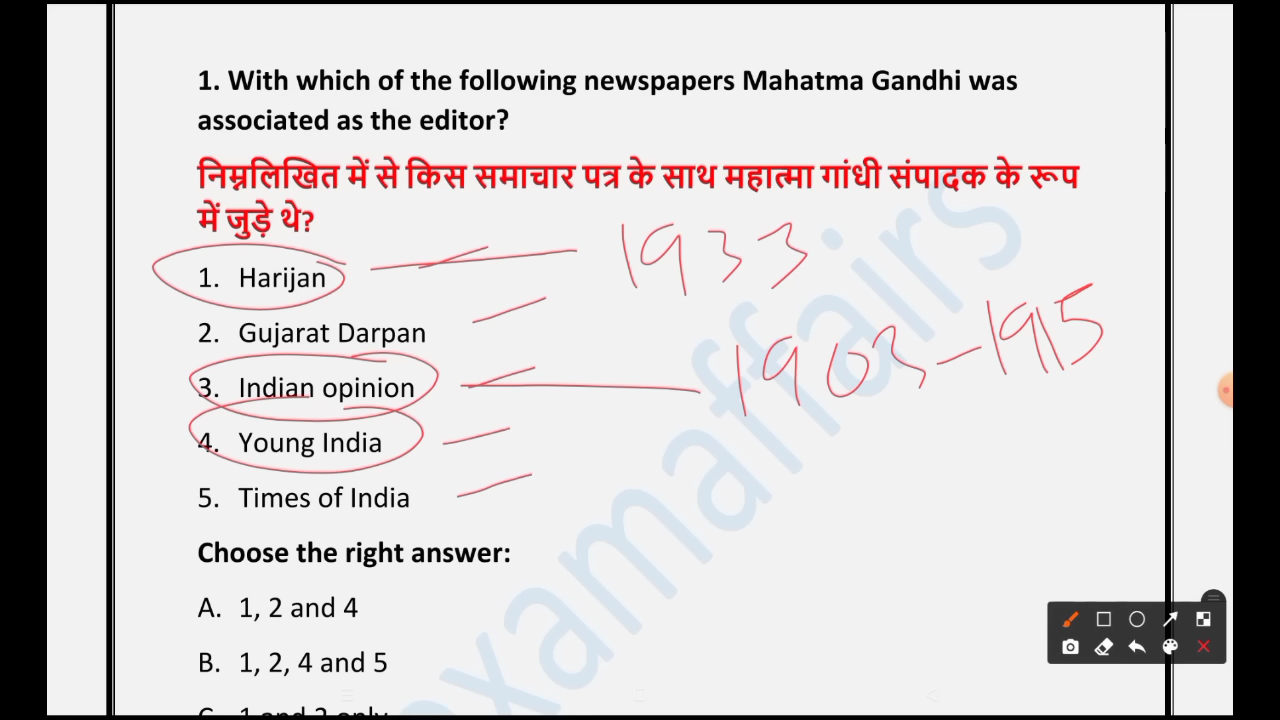 1. With which of the following newspapers Mahatma Gandhi was
associated as the editor?
निम्नलिखित में से किस समाचार पत्र के साथ महात्मा गांधी संपादक के रूप
में जुड़े थे?
1. Harijan
1933
2. Gujarat Darpan
3. Indian opinion
1903-1915
4. Young India
5. Times of India
Choose the right answer:
A. 1, 2 and 4
B. 1, 2, 4 and 5
examaffairs